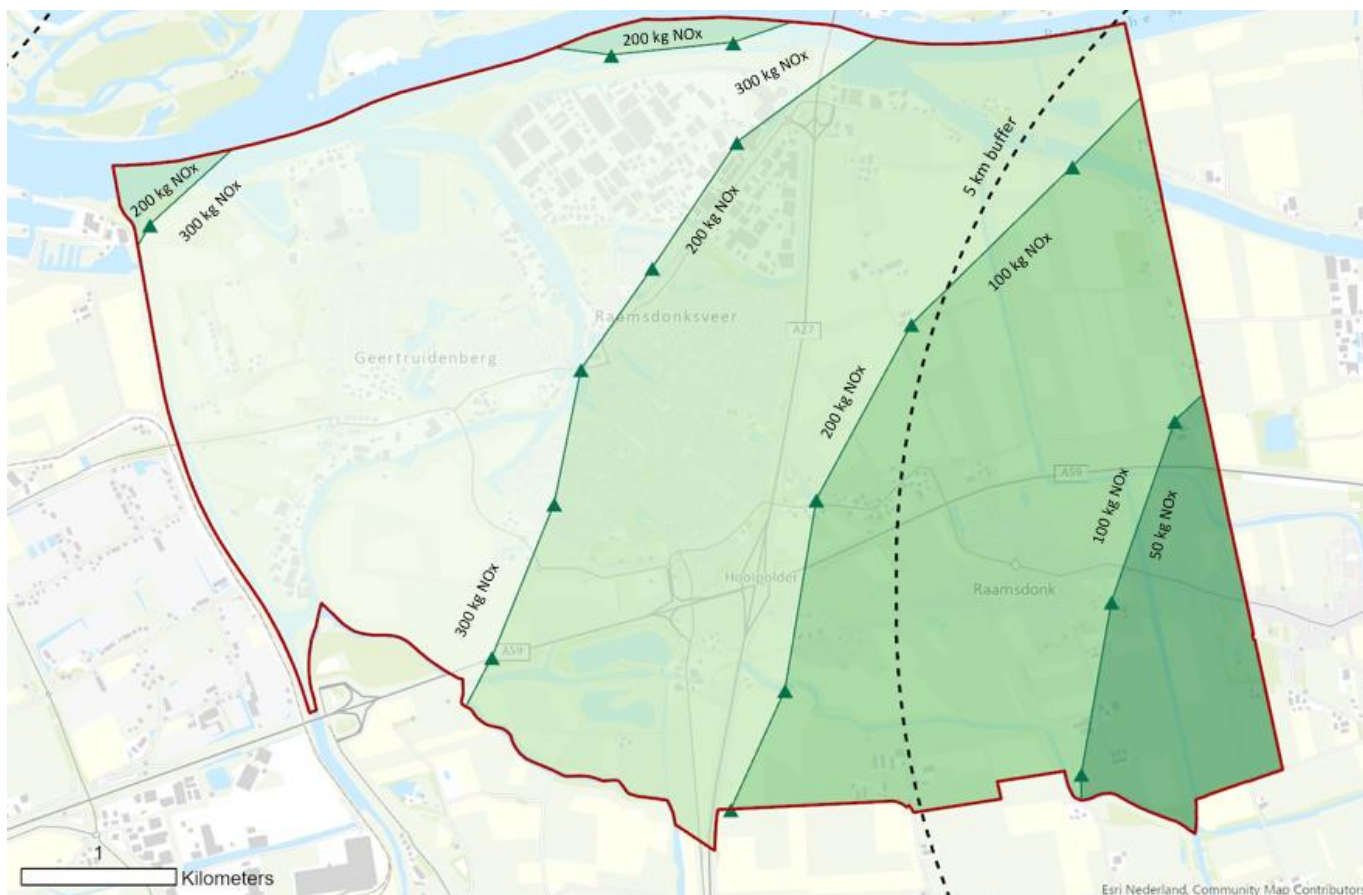 200 kg NOx
300 kg NOx
200 kg NOx
300 kg NOx
200 kg NOx
5 km buffer
100 kg NOx
Raamsdonksveer
A27
Geertruidenberg
200 kg NOx
A59
100 kg NOx
50 kg NOx
300 kg NOx
Hooipolder
Raamsdonk
A59
1
Kilometers
Esri Nederland, Community Map Contributors